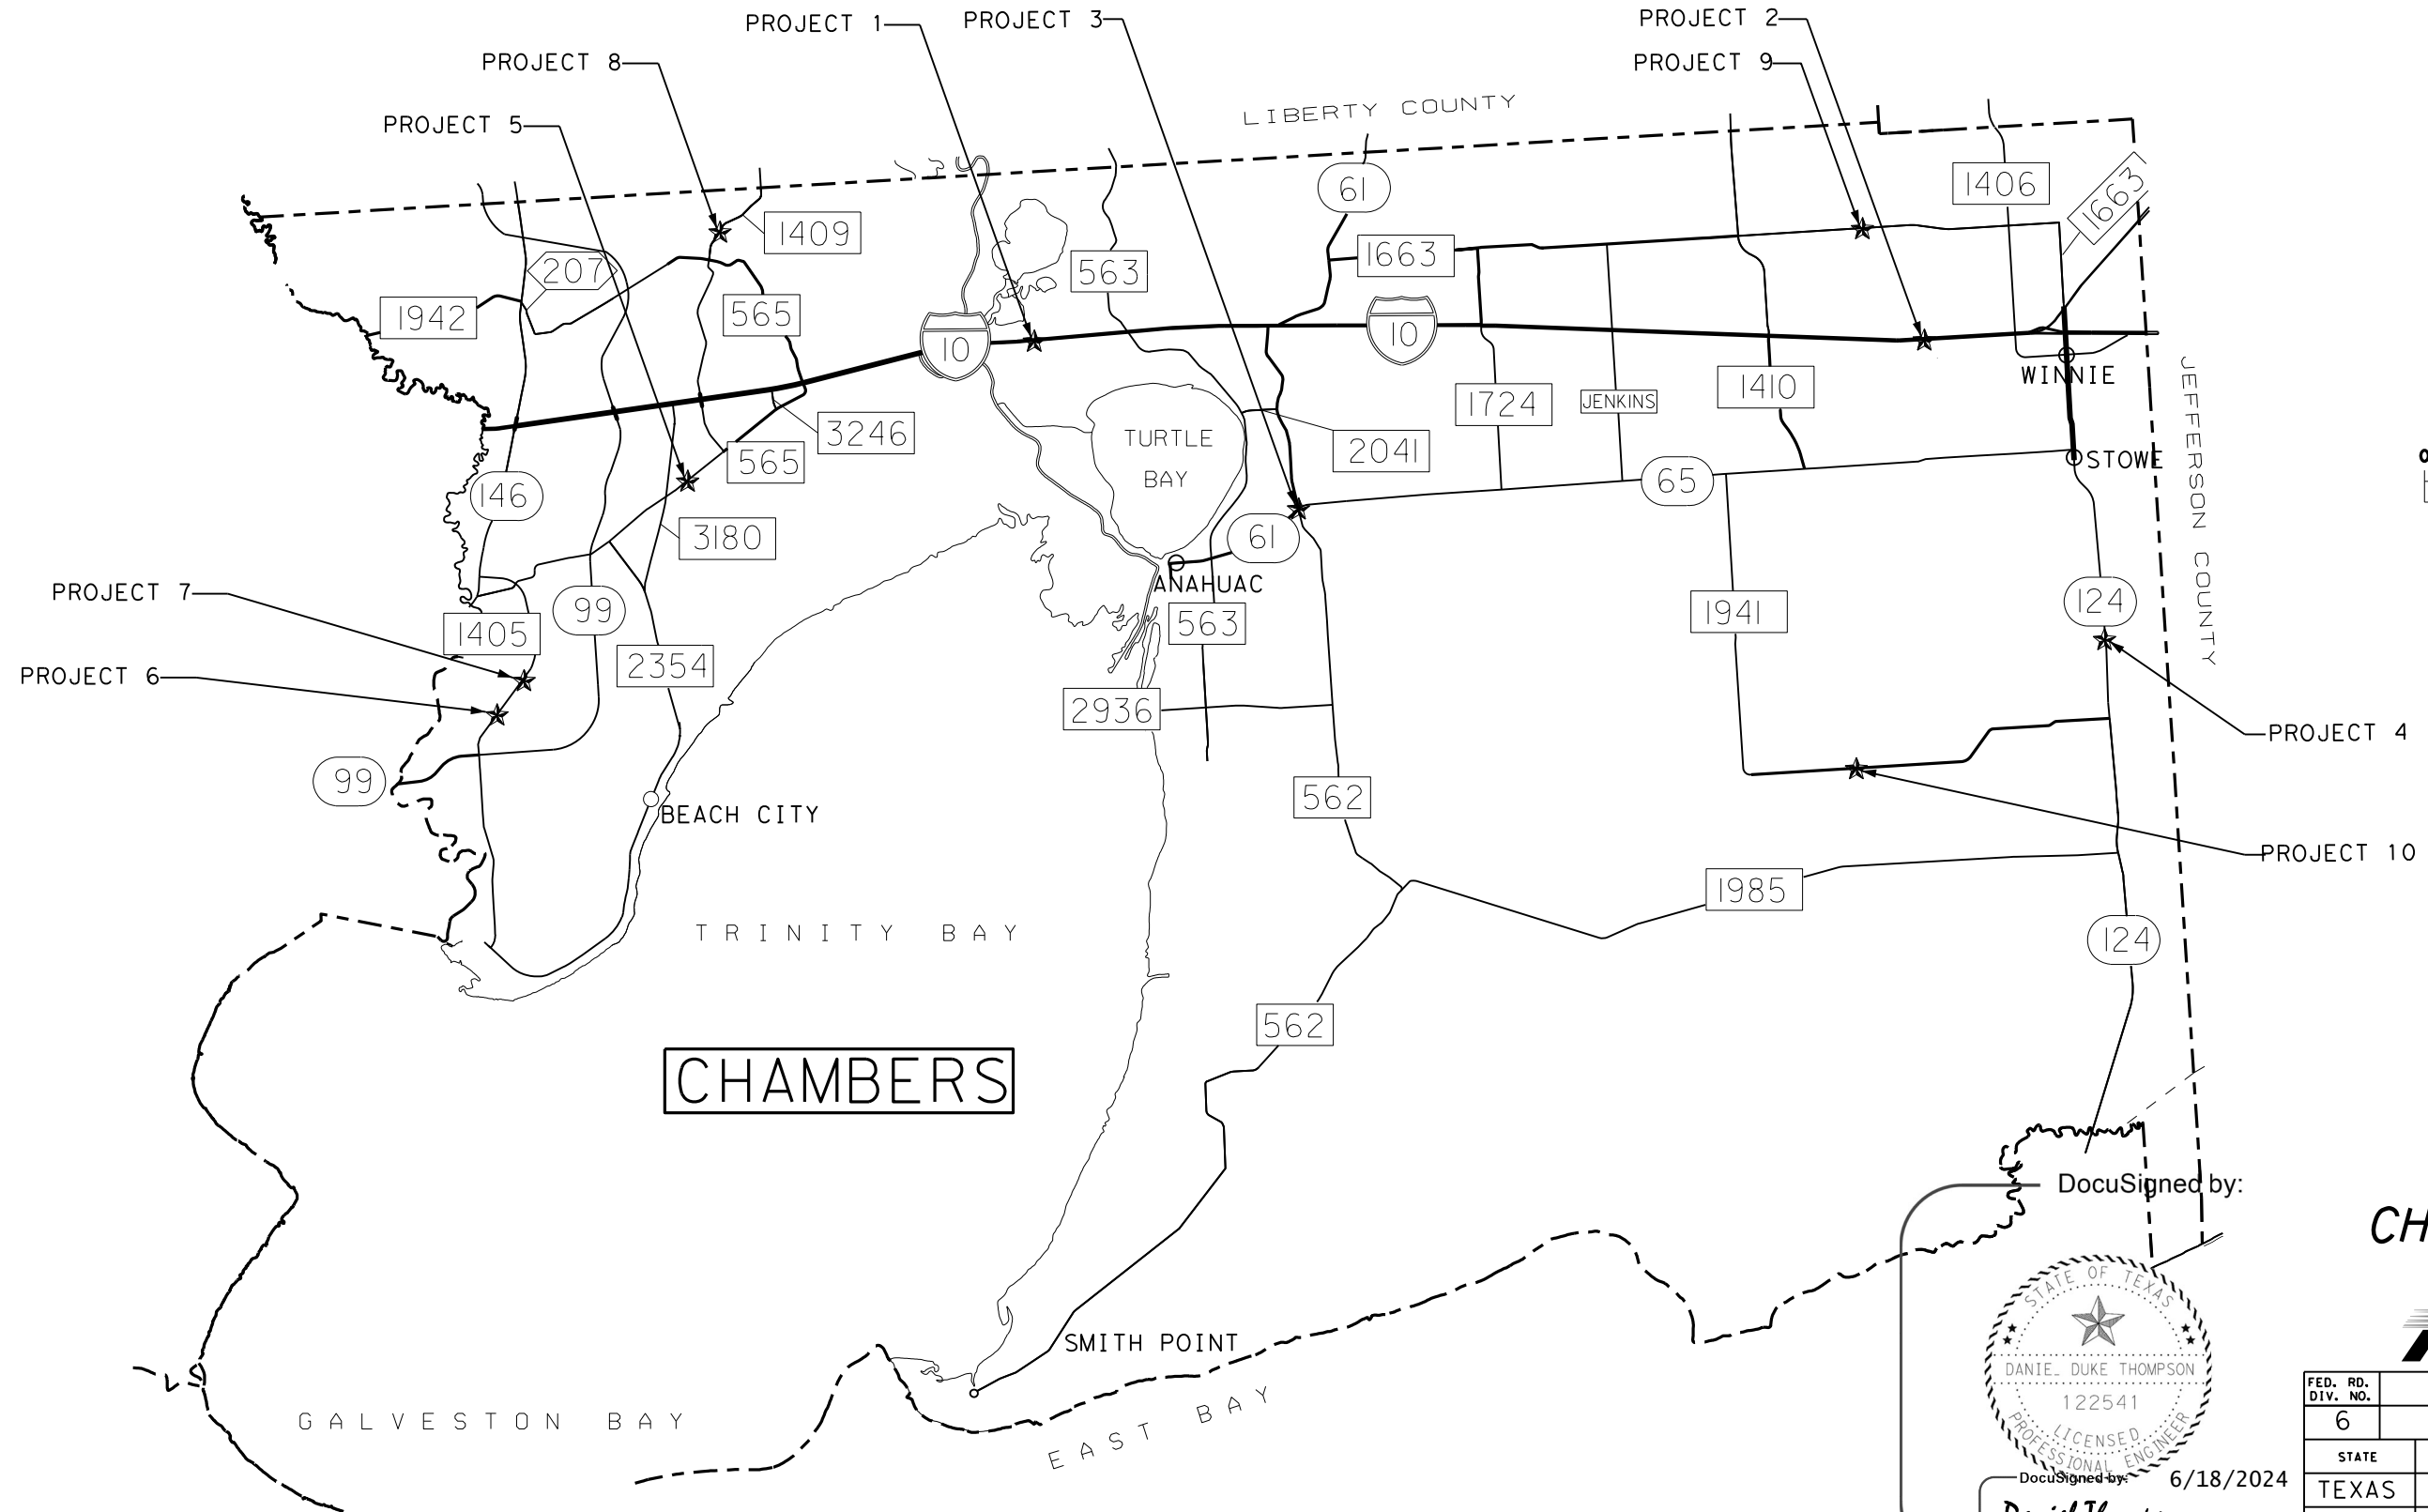 PROJECT 1
PROJECT 3
PROJECT 2
PROJECT 8
PROJECT 9
PROJECT 5
LIBERTY COUNTY
61
1406
1663
1409
207
563
1663
1942
565
10
10
WINNIE
JEFFERSON COUNTY
1724
JENKINS
1410
3246
TURTLE
BAY
2041
565
STOWE
146
65
3180
61
ANAHUAC
PROJECT 7
99
1405
563
1941
124
2354
PROJECT 6
2936
PROJECT 4
99
562
BEACH CITY
PROJECT 10
1985
TRINITY BAY
124
562
CHAMBERS
DocuSigned by:
CH
STATE OF TEXAS
SMITH POINT
DANIEL DUKE THOMPSON
122541
LICENSED
PROFESSIONAL ENGINEER
GALVESTON BAY
EAST BAY
FED. RD.
DIV. NO.
6
STATE
TEXAS
DocuSigned by:
6/18/2024